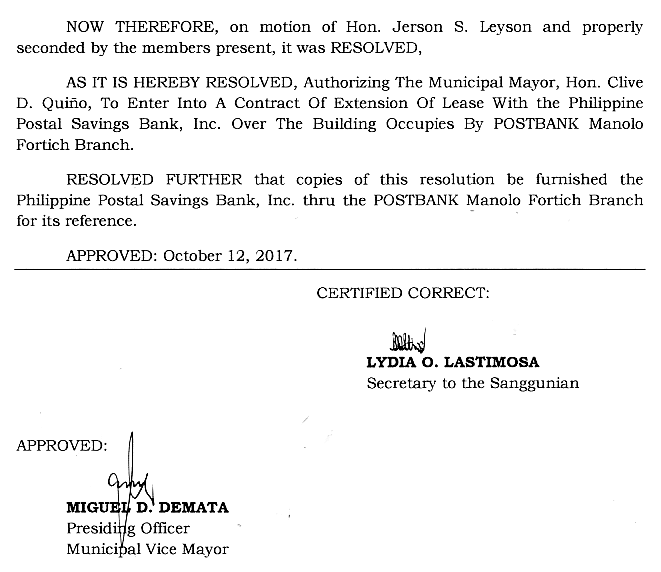 NOW THEREFORE, on motion of Hon. Jerson S. Leyson and properly
seconded by the members present, it was RESOLVED,
AS IT IS HEREBY RESOLVED, Authorizing The Municipal Mayor, Hon. Clive
D. Quiño, To Enter Into A Contract Of Extension Of Lease With the Philippine
Postal Savings Bank, Inc. Over The Building Occupies By POSTBANK Manolo
Fortich Branch.
RESOLVED FURTHER that copies of this resolution be furnished the
Philippine Postal Savings Bank, Inc. thru the POSTBANK Manolo Fortich Branch
for its reference.
APPROVED: October 12, 2017.
CERTIFIED CORRECT:
LYDIA O. LASTIMOSA
Secretary to the Sanggunian
APPROVED:
MIGUEL D. DEMATA
Presiding Officer
Municipal Vice Mayor